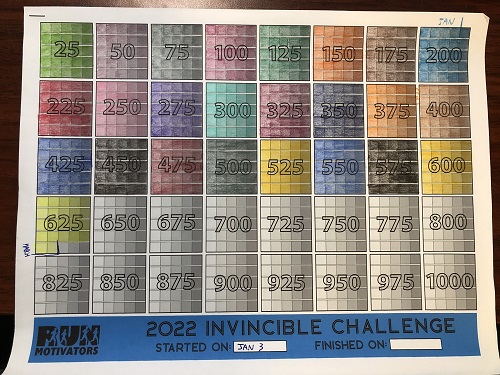 JAN 1
25 50 75 100 125 150 175 200
225 250 275 300 325 350 375 400
425 450 475 500 525 550 575 600
625 650 675 700 725 750 775 800
825 850 875 900 925 950 975 1000
RUN
MOTIVATORS
2022 INVINCIBLE CHALLENGE
STARTED ON: JAN 3 FINISHED ON: